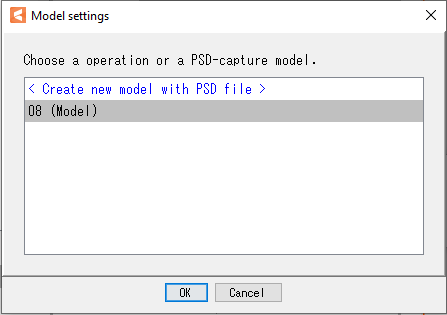 Model settings
Choose a operation or a PSD-capture model.
< Create new model with PSD file >
08 (Model)
OK
Cancel